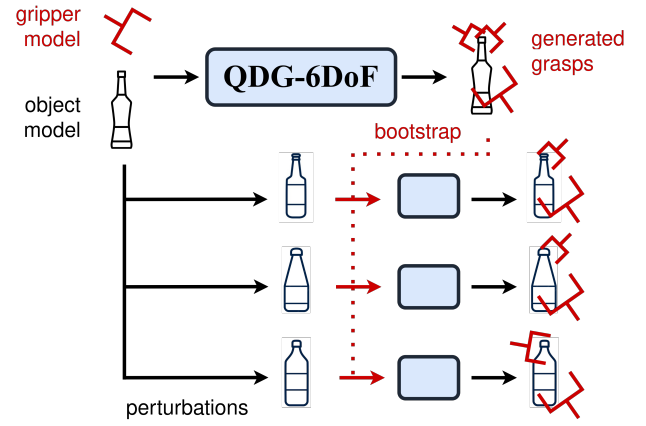 gripper
model
QDG-6DoF
generated
grasps
object
model
bootstrap
perturbations